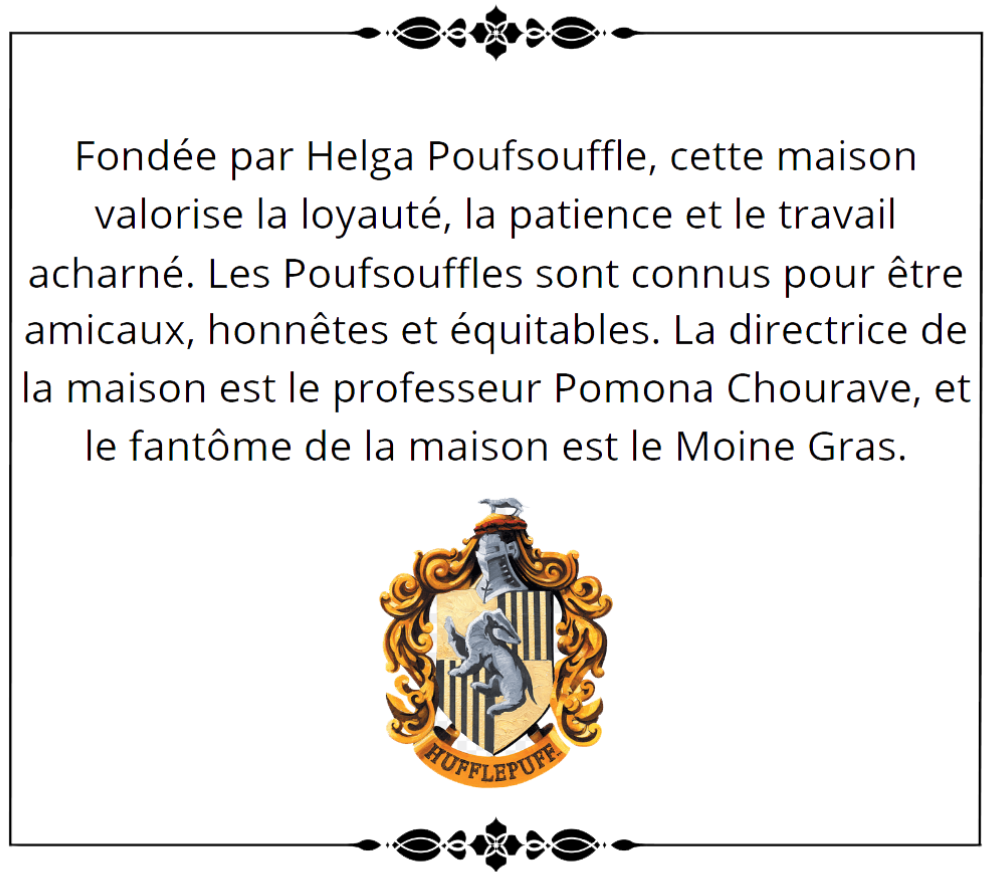 Fondée par Helga Poufsouffle, cette maison
valorise la loyauté, la patience et le travail
acharné. Les Poufsouffles sont connus pour être
amicaux, honnêtes et équitables. La directrice de
la maison est le professeur Pomona Chourave, et
le fantôme de la maison est le Moine Gras.
HUFFLEPUFF